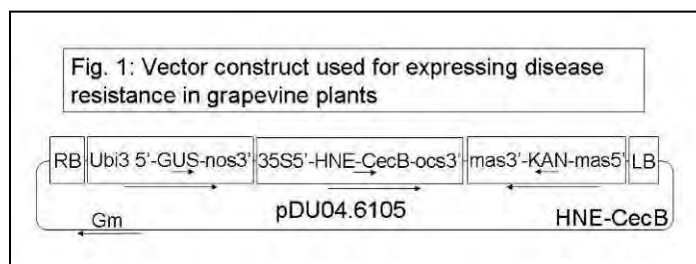 Fig. 1: Vector construct used for expressing disease
resistance in grapevine plants
RB Ubi3 5'-GUS-nos3' 35S5'-HNE-CecB-ocs3' mas3'-KAN-mas5' LB
pDU04.6105 HNE-CecB
Gm